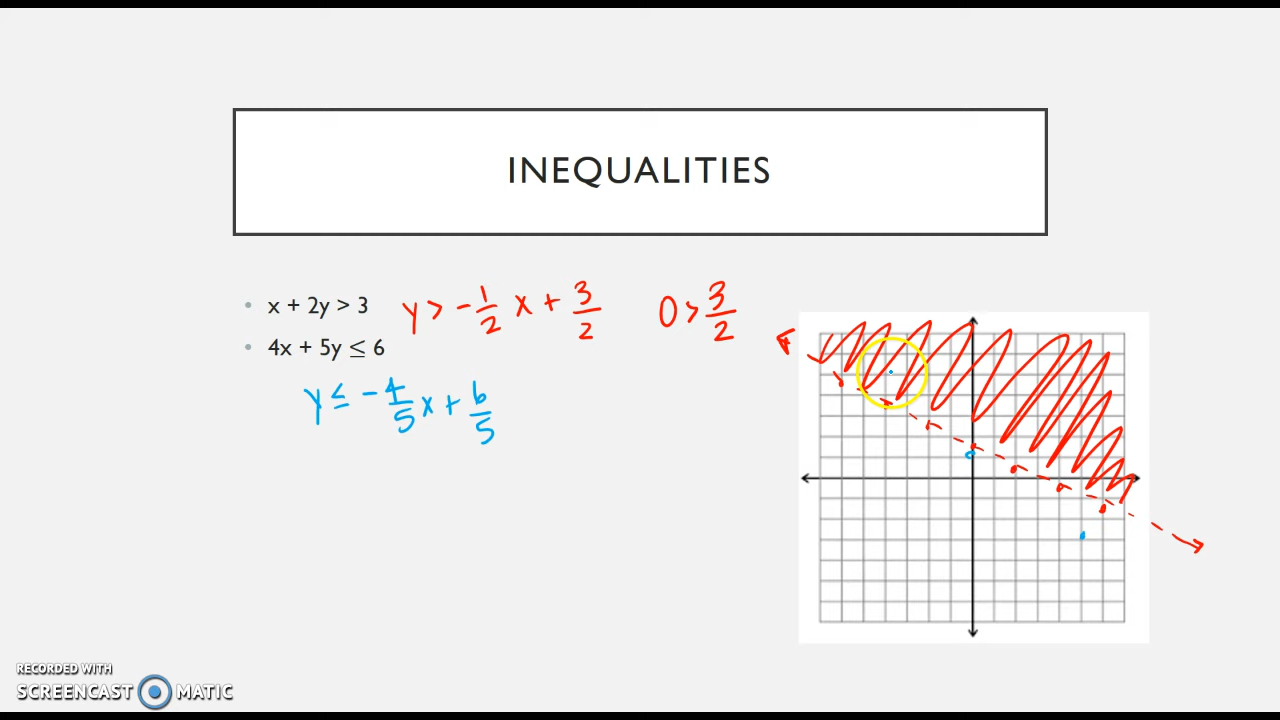 INEQUALITIES
• x + 2y > 3 y > -1/2 x + 3/2 0 > 3/2
• 4x + 5y ≤ 6
y ≤ -4/5 x + 6/5
RECORDED WITH
SCREENCAST MATIC